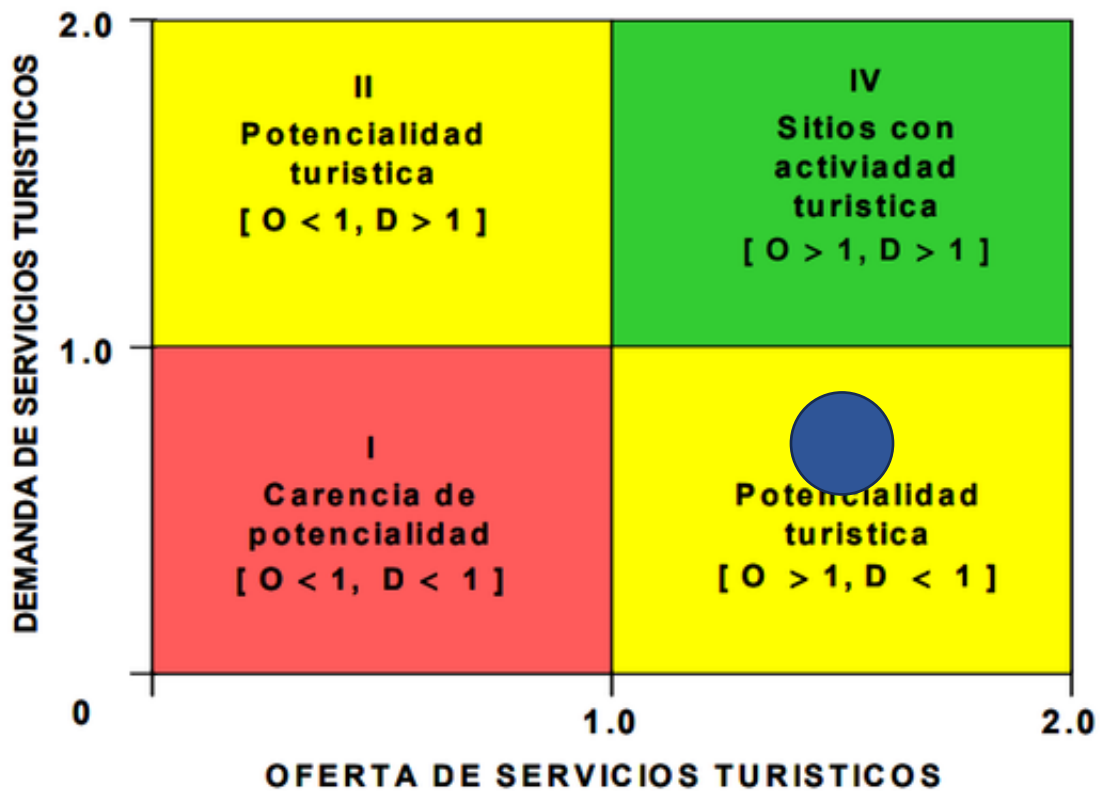 DEMANDA DE SERVICIOS TURISTICOS
2.0
II
Potencialidad
turistica
[ O < 1, D > 1 ]
IV
Sitios con
activiadad
turistica
[ O > 1, D > 1 ]
1.0
I
Carencia de
potencialidad
[ O < 1, D < 1 ]
Potencialidad
turistica
[ O > 1, D < 1 ]
0
1.0
2.0
OFERTA DE SERVICIOS TURISTICOS